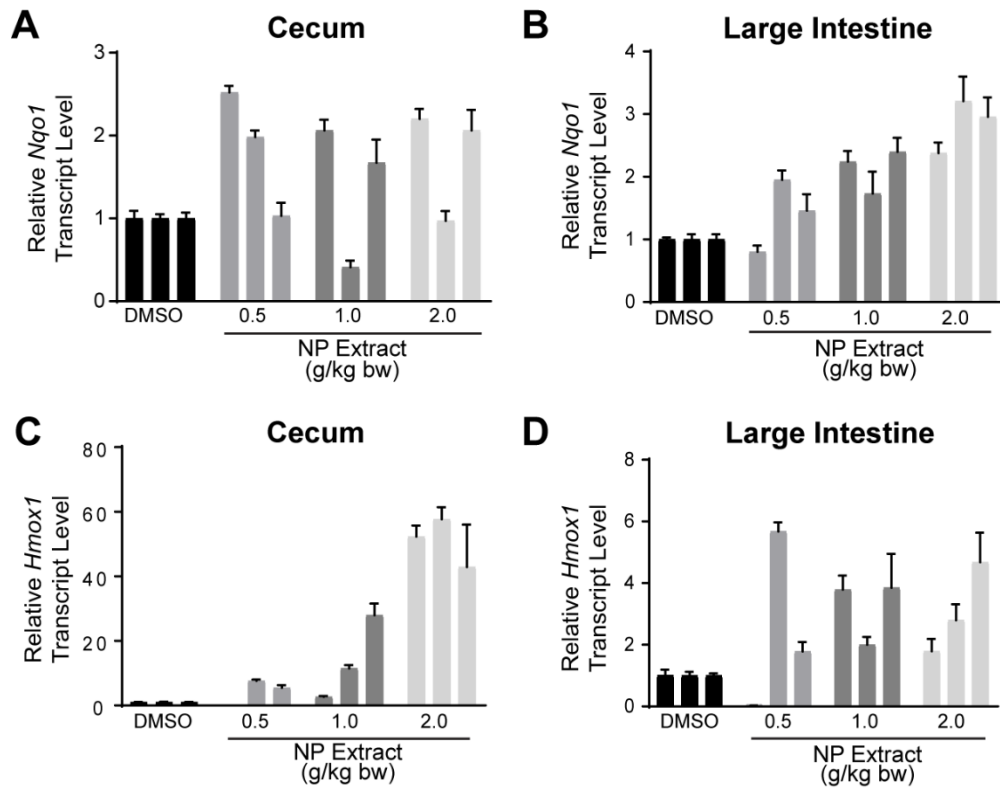 A
Cecum
Relative Nqo1
Transcript Level
3
2
1
0
DMSO
0.5
1.0
2.0
NP Extract
(g/kg bw)
B
Large Intestine
Relative Nqo1
Transcript Level
4
3
2
1
0
DMSO
0.5
1.0
2.0
NP Extract
(g/kg bw)
C
Cecum
Relative Hmox1
Transcript Level
80
60
40
20
0
DMSO
0.5
1.0
2.0
NP Extract
(g/kg bw)
D
Large Intestine
Relative Hmox1
Transcript Level
8
6
4
2
0
DMSO
0.5
1.0
2.0
NP Extract
(g/kg bw)